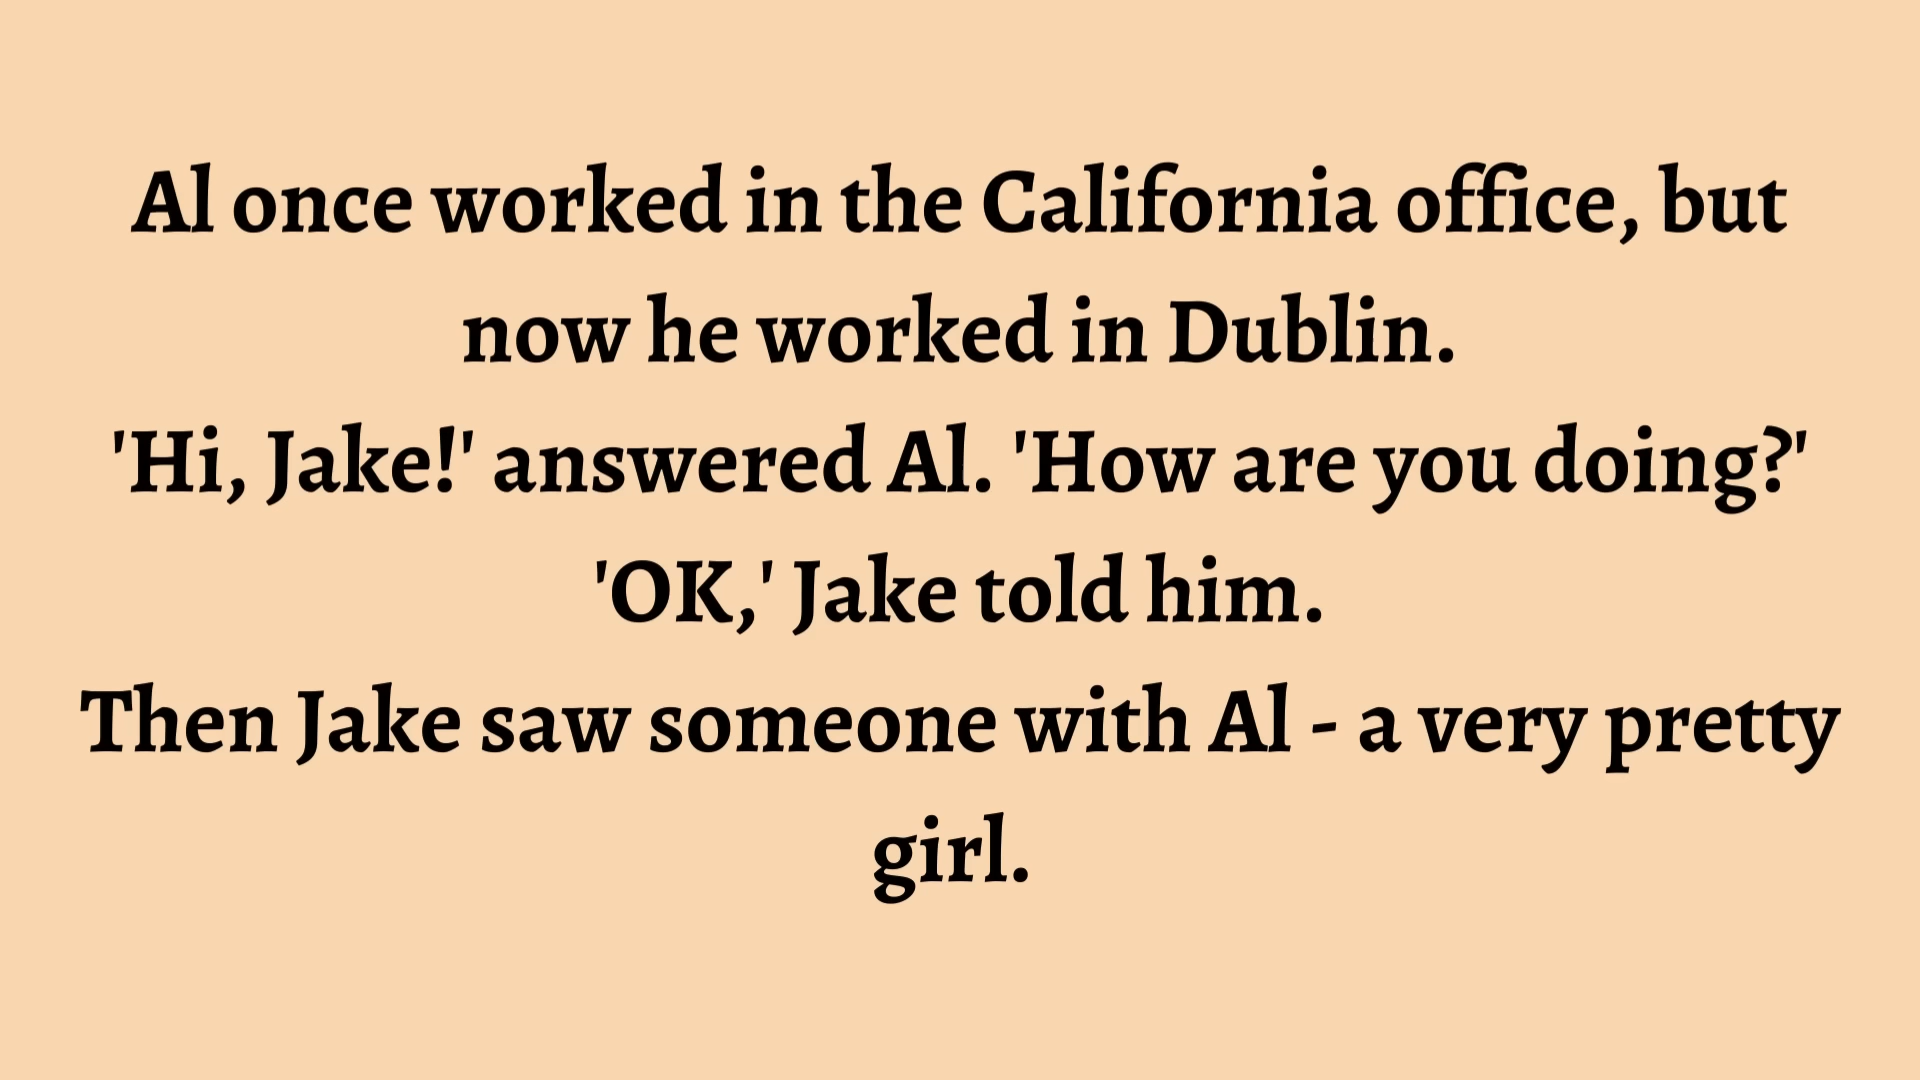 Al once worked in the California office, but
now he worked in Dublin.
'Hi, Jake!' answered Al. 'How are you doing?'
'OK,' Jake told him.
Then Jake saw someone with Al - a very pretty
girl.